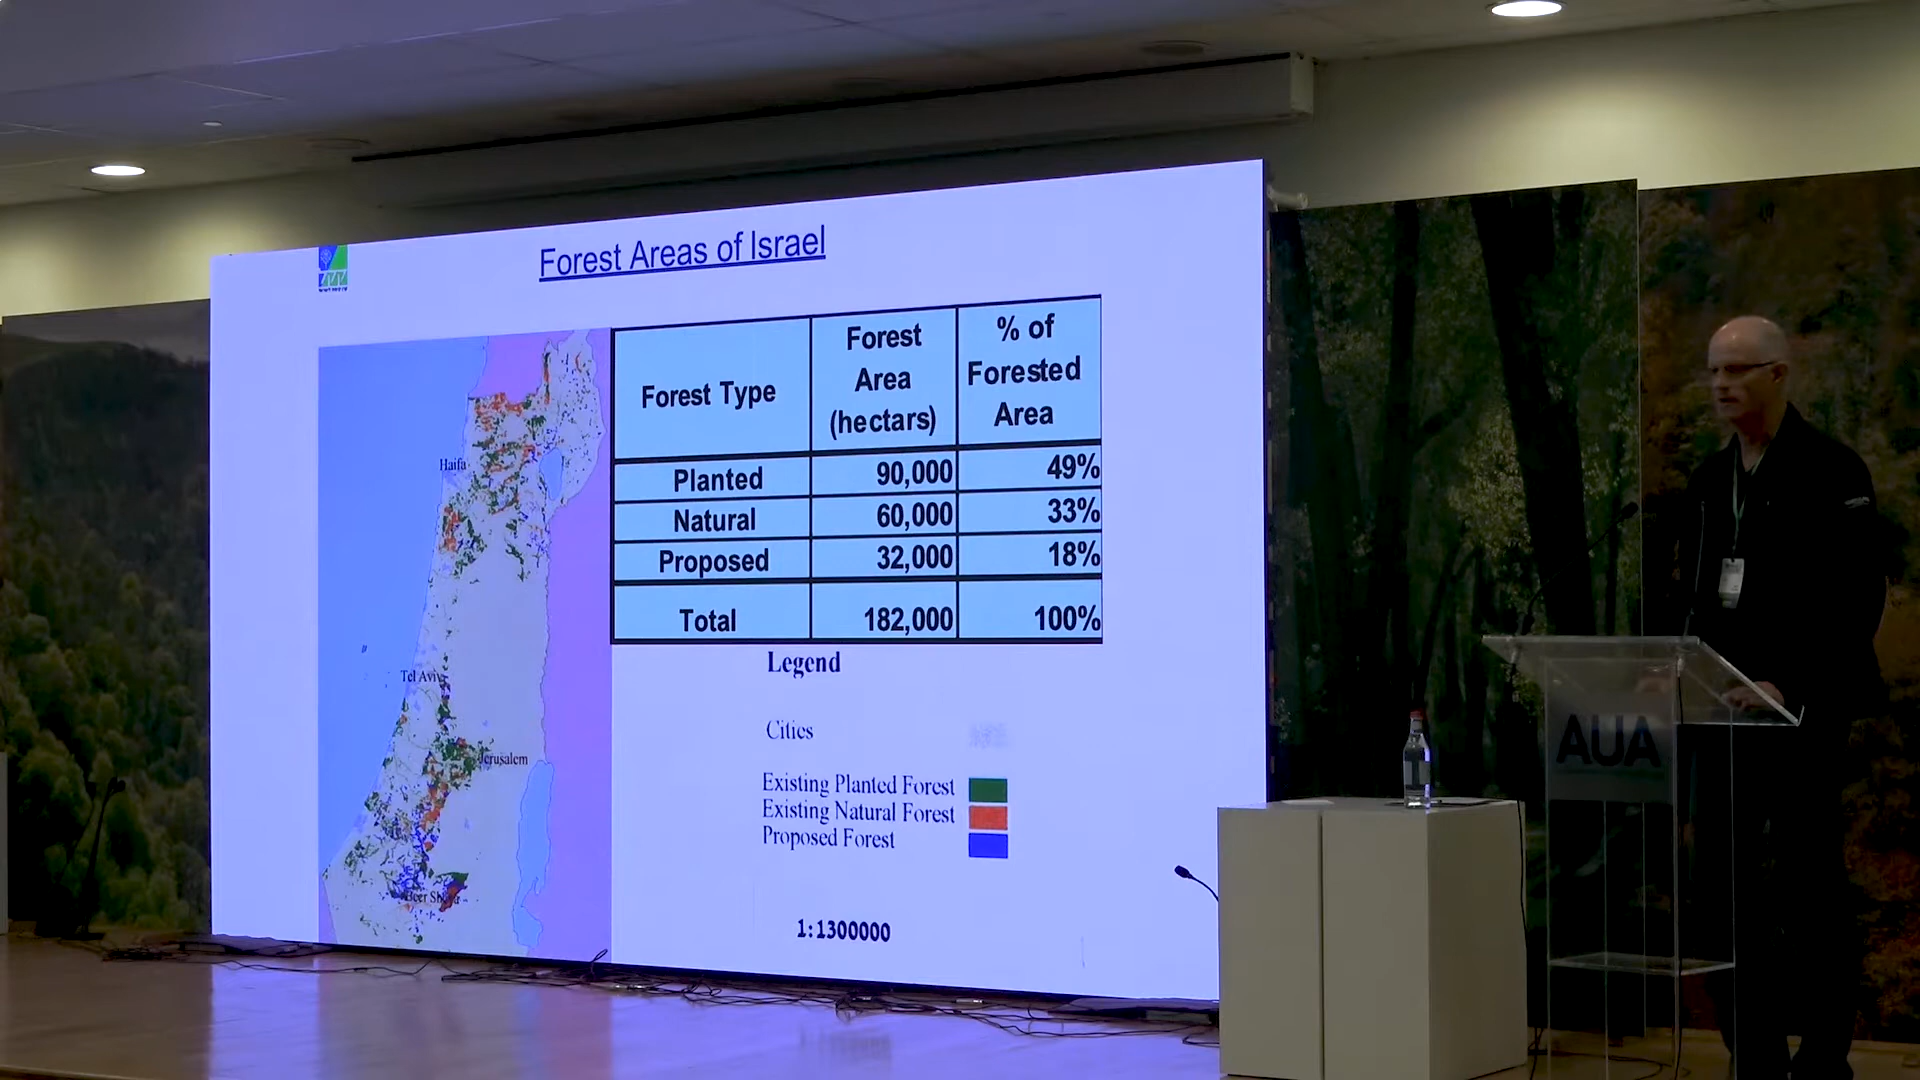 Forest Areas of Israel
Forest Type
Forest
Area
(hectars)
% of
Forested
Area
Planted 90,000 49%
Natural 60,000 33%
Proposed 32,000 18%
Total 182,000 100%
Haifa
Tel Aviv
Jerusalem
Beer Sheva
Legend
Cities
Existing Planted Forest
Existing Natural Forest
Proposed Forest
1:1300000
AUA